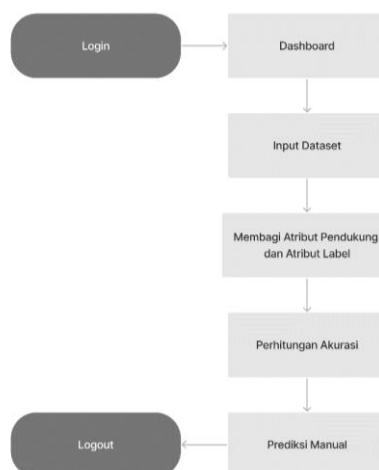 Login
Dashboard
Input Dataset
Membagi Atribut Pendukung
dan Atribut Label
Perhitungan Akurasi
Prediksi Manual
Logout